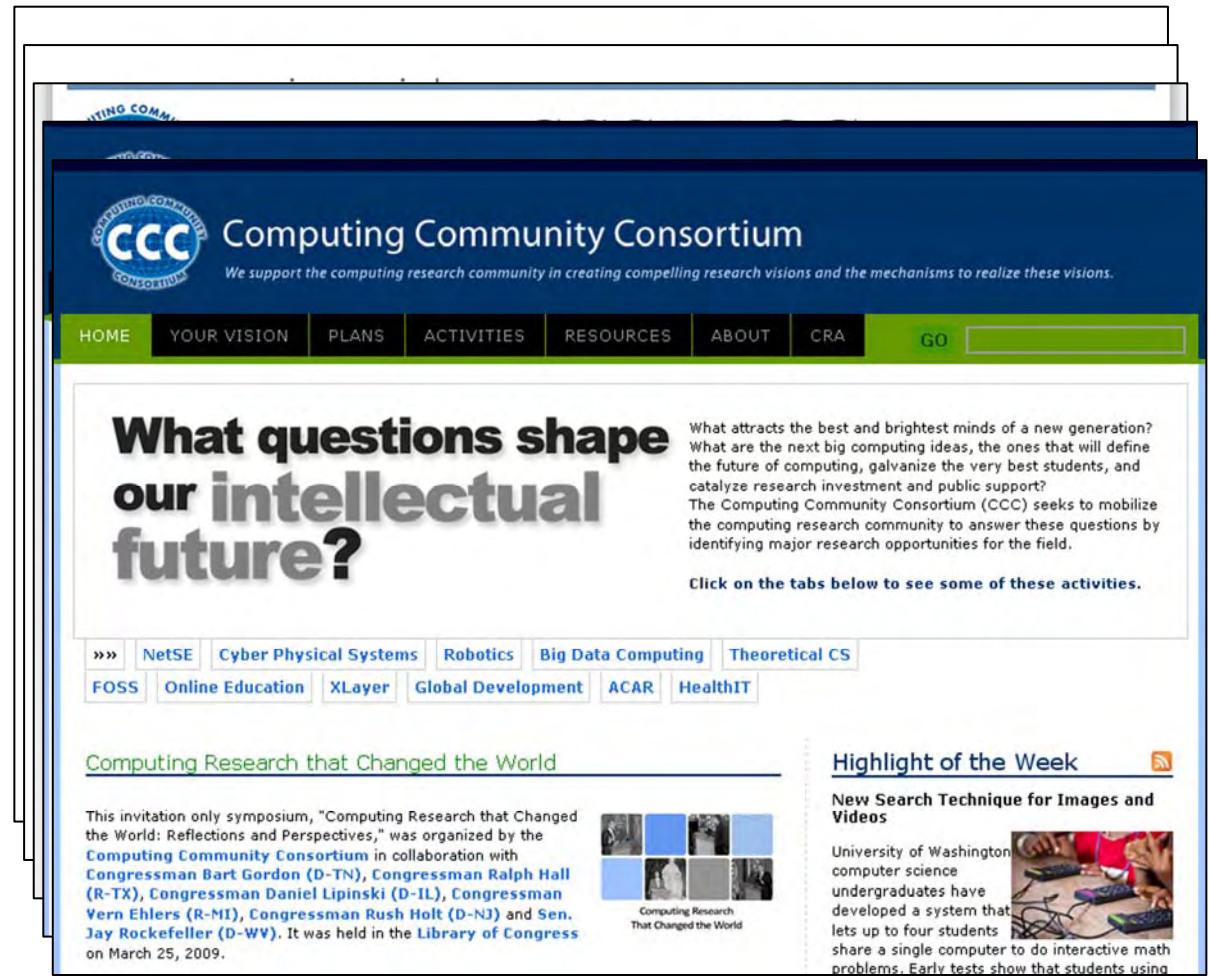 COMPUTING COMMUNITY
CCC
CONSORTIUM
Computing Community Consortium
We support the computing research community in creating compelling research visions and the mechanisms to realize these visions.
HOME YOUR VISION PLANS ACTIVITIES RESOURCES ABOUT CRA GO
What questions shape
our intellectual
future?
What attracts the best and brightest minds of a new generation?
What are the next big computing ideas, the ones that will define
the future of computing, galvanize the very best students, and
catalyze research investment and public support?
The Computing Community Consortium (CCC) seeks to mobilize
the computing research community to answer these questions by
identifying major research opportunities for the field.
Click on the tabs below to see some of these activities.
»» NetSE Cyber Physical Systems Robotics Big Data Computing Theoretical CS
FOSS Online Education XLayer Global Development ACAR HealthIT
Computing Research that Changed the World
This invitation only symposium, "Computing Research that Changed
the World: Reflections and Perspectives," was organized by the
Computing Community Consortium in collaboration with
Congressman Bart Gordon (D-TN), Congressman Ralph Hall
(R-TX), Congressman Daniel Lipinski (D-IL), Congressman
Vern Ehlers (R-MI), Congressman Rush Holt (D-NJ) and Sen.
Jay Rockefeller (D-WV). It was held in the Library of Congress
on March 25, 2009.
Computing Research
That Changed the World
Highlight of the Week
New Search Technique for Images and
Videos
University of Washington
computer science
undergraduates have
developed a system that
lets up to four students
share a single computer to do interactive math
problems. Early tests show that students using